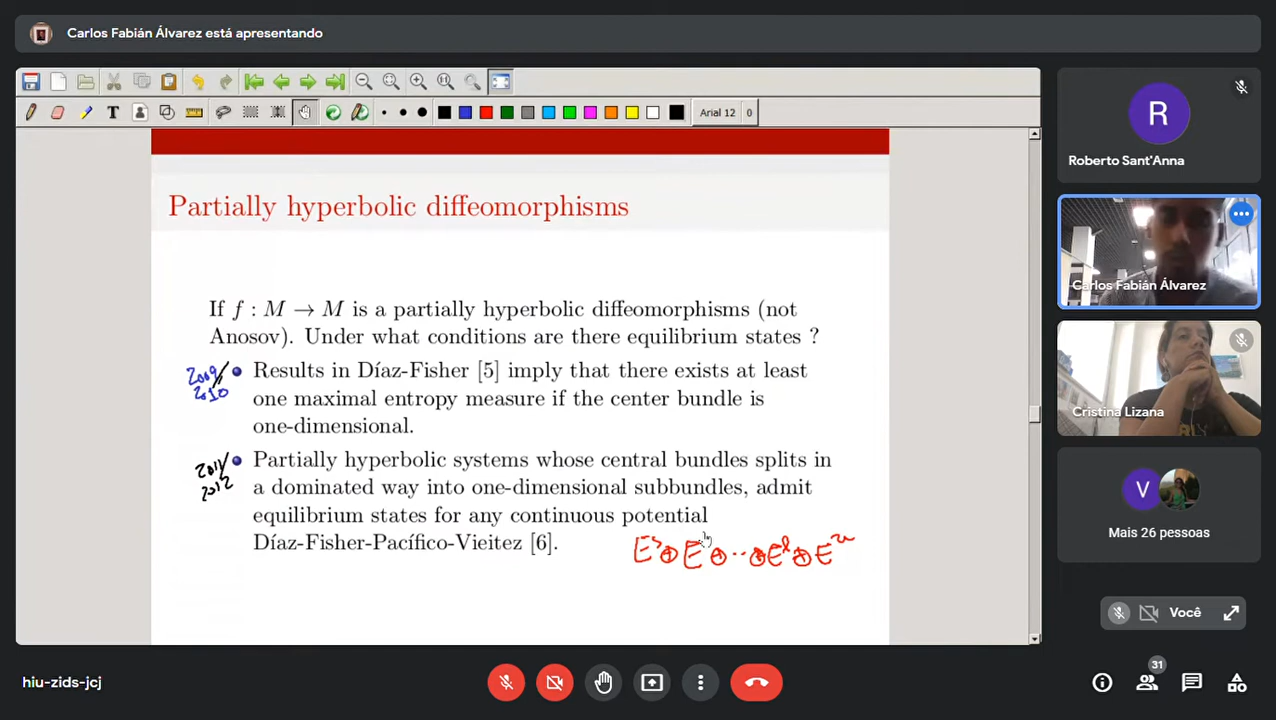 Carlos Fabián Álvarez está apresentando
T
Arial 12 0
R
Roberto Sant'Anna
Partially hyperbolic diffeomorphisms
Carlos Fabián Álvarez
If f : M → M is a partially hyperbolic diffeomorphisms (not
Anosov). Under what conditions are there equilibrium states ?
2009/
2010
Results in Díaz-Fisher [5] imply that there exists at least
one maximal entropy measure if the center bundle is
one-dimensional.
Cristina Lizana
2011/
2012
Partially hyperbolic systems whose central bundles splits in
a dominated way into one-dimensional subbundles, admit
equilibrium states for any continuous potential
Díaz-Fisher-Pacífico-Vieitez [6].
E^s ⊕ E ⊕ ·· ⊕ E^l ⊕ E^u
V
Mais 26 pessoas
Você
hiu-zids-jcj
31